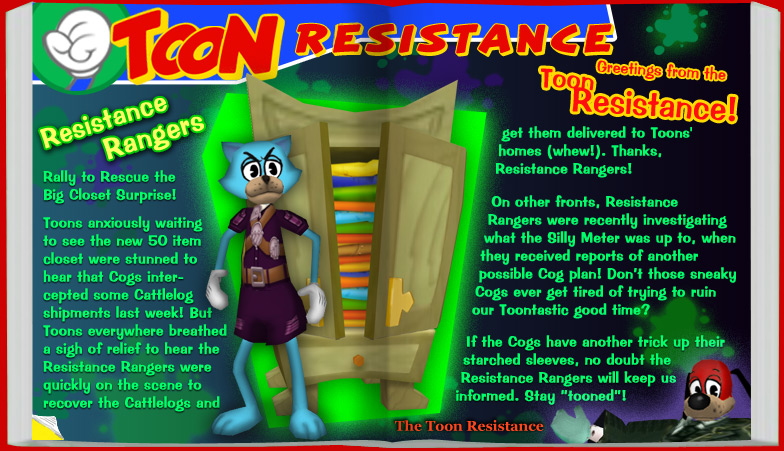 TOON RESISTANCE
Resistance
Rangers
Rally to Rescue the
Big Closet Surprise!
Toons anxiously waiting
to see the new 50 item
closet were stunned to
hear that Cogs inter-
cepted some Cattlelog
shipments last week! But
Toons everywhere breathed
a sigh of relief to hear the
Resistance Rangers were
quickly on the scene to
recover the Cattlelogs and
Greetings from the
Toon
Resistance!
get them delivered to Toons'
homes (whew!). Thanks,
Resistance Rangers!
On other fronts, Resistance
Rangers were recently investigating
what the Silly Meter was up to, when
they received reports of another
possible Cog plan! Don't those sneaky
Cogs ever get tired of trying to ruin
our Toontastic good time?
If the Cogs have another trick up their
starched sleeves, no doubt the
Resistance Rangers will keep us
informed. Stay "tooned"!
The Toon Resistance